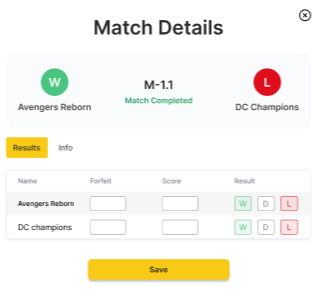 Match Details
W M-1.1 L
Match Completed
Avengers Reborn DC Champions
Results Info
Name Forfeit Score Result
Avengers Reborn W D L
DC champions W D L
Save